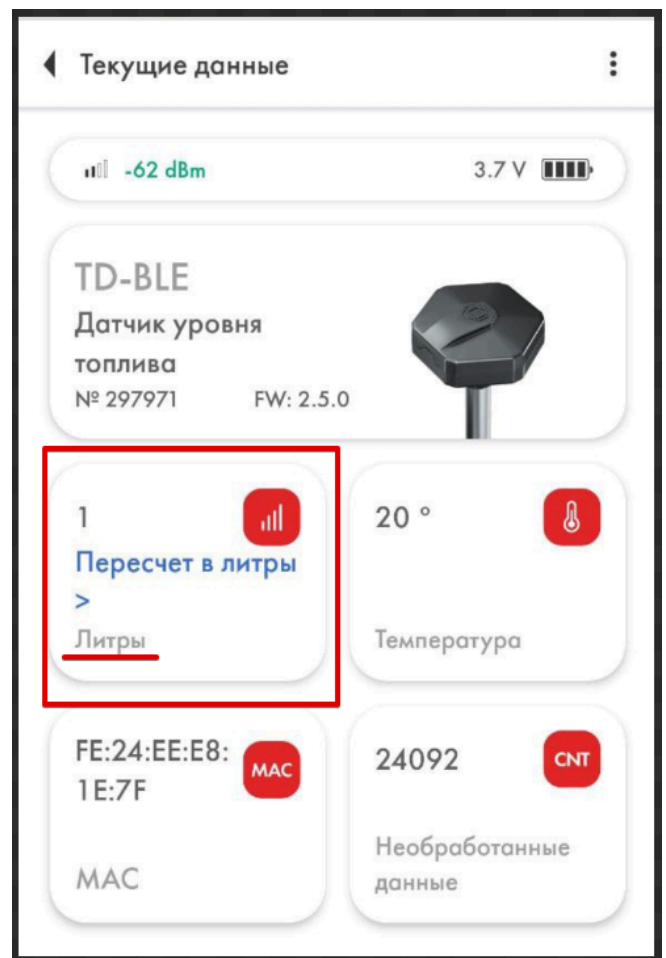 Текущие данные
-62 dBm
3.7 V
TD-BLE
Датчик уровня
топлива
№ 297971 FW: 2.5.0
1
Пересчет в литры
>
Литры
20 °
Температура
FE:24:EE:E8:
1E:7F
MAC
MAC
24092
CNT
Необработанные
данные